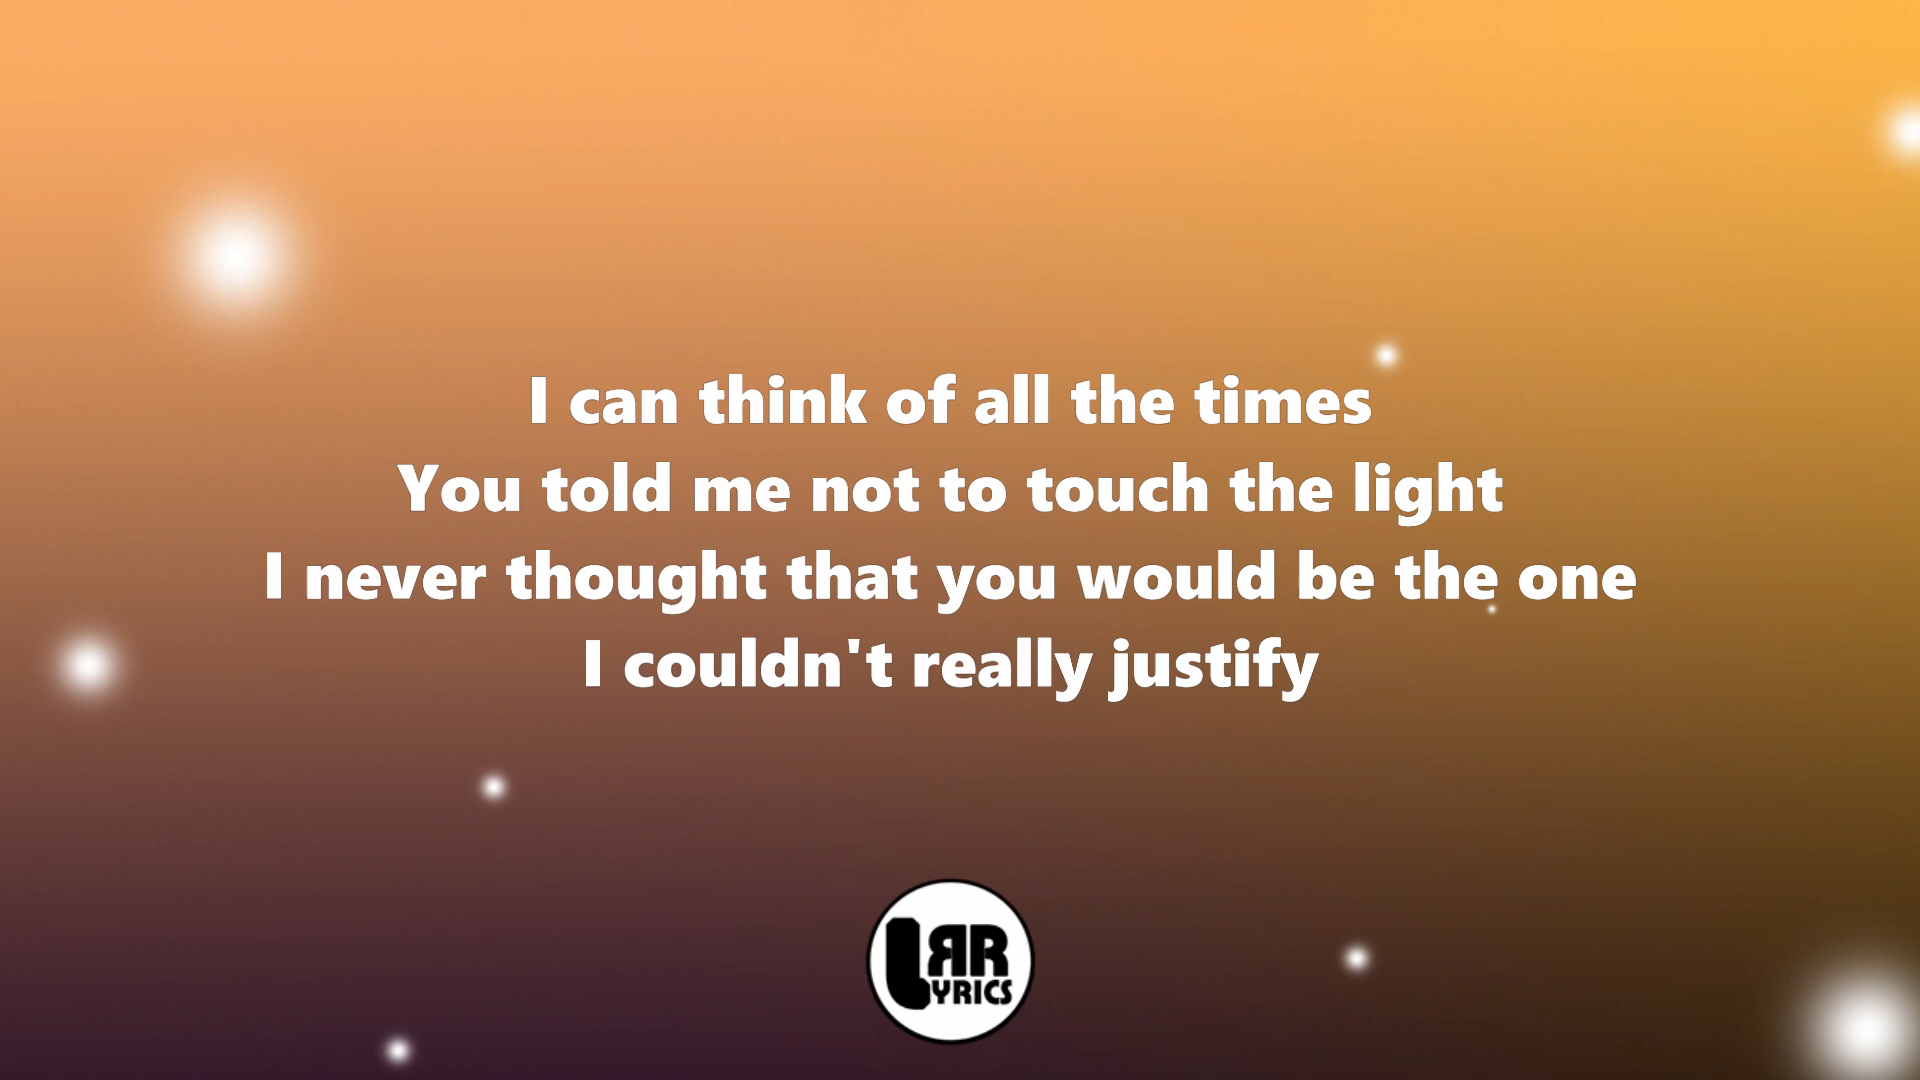 I can think of all the times
You told me not to touch the light
I never thought that you would be the one
I couldn't really justify
LRR
LYRICS